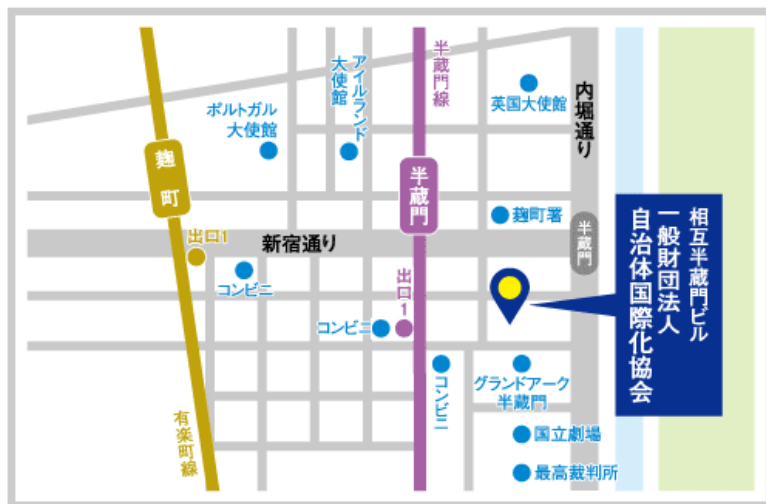 半蔵門線
アイルランド
大使館
英国大使館
内堀通り
ポルトガル
大使館
麹町
半蔵門
麹町署
相互半蔵門ビル
一般財団法人
自治体国際化協会
出口1
新宿通り
半蔵門
コンビニ
出口1
コンビニ
コンビニ
グランドアーク
半蔵門
有楽町線
国立劇場
最高裁判所